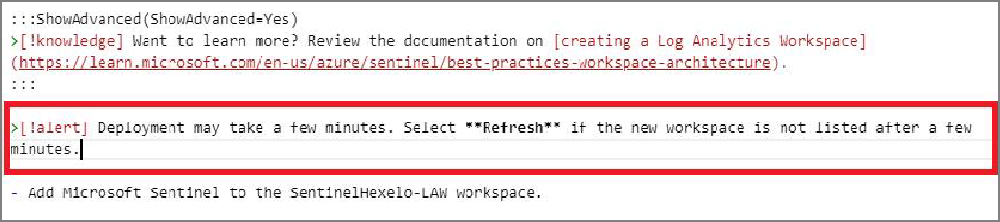 :::ShowAdvanced(ShowAdvanced=Yes)
>[!knowledge] Want to learn more? Review the documentation on [creating a Log Analytics Workspace]
(https://learn.microsoft.com/en-us/azure/sentinel/best-practices-workspace-architecture).
:::
>[!alert] Deployment may take a few minutes. Select **Refresh** if the new workspace is not listed after a few
minutes.
- Add Microsoft Sentinel to the SentinelHexelo-LAW workspace.